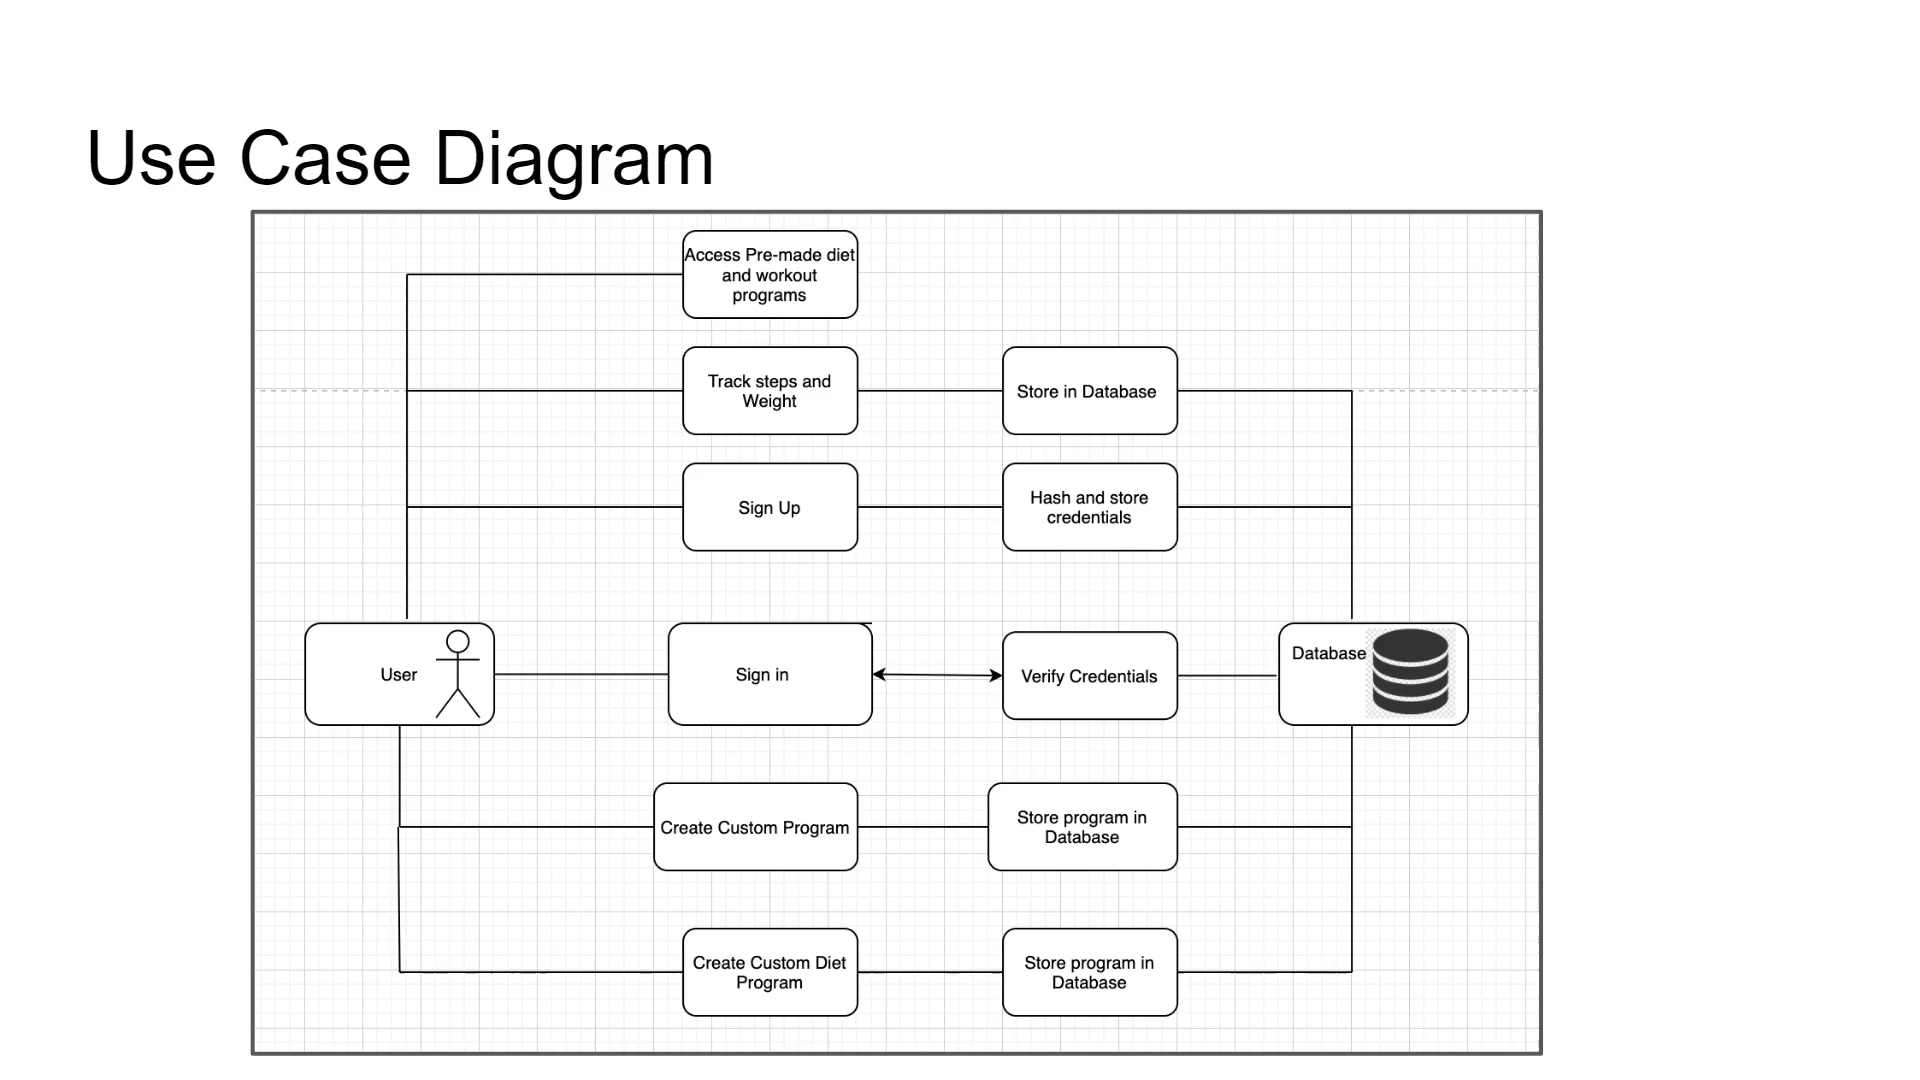 Use Case Diagram
Access Pre-made diet
and workout
programs
Track steps and
Weight
Store in Database
Sign Up
Hash and store
credentials
User
Sign in
Verify Credentials
Database
Create Custom Program
Store program in
Database
Create Custom Diet
Program
Store program in
Database